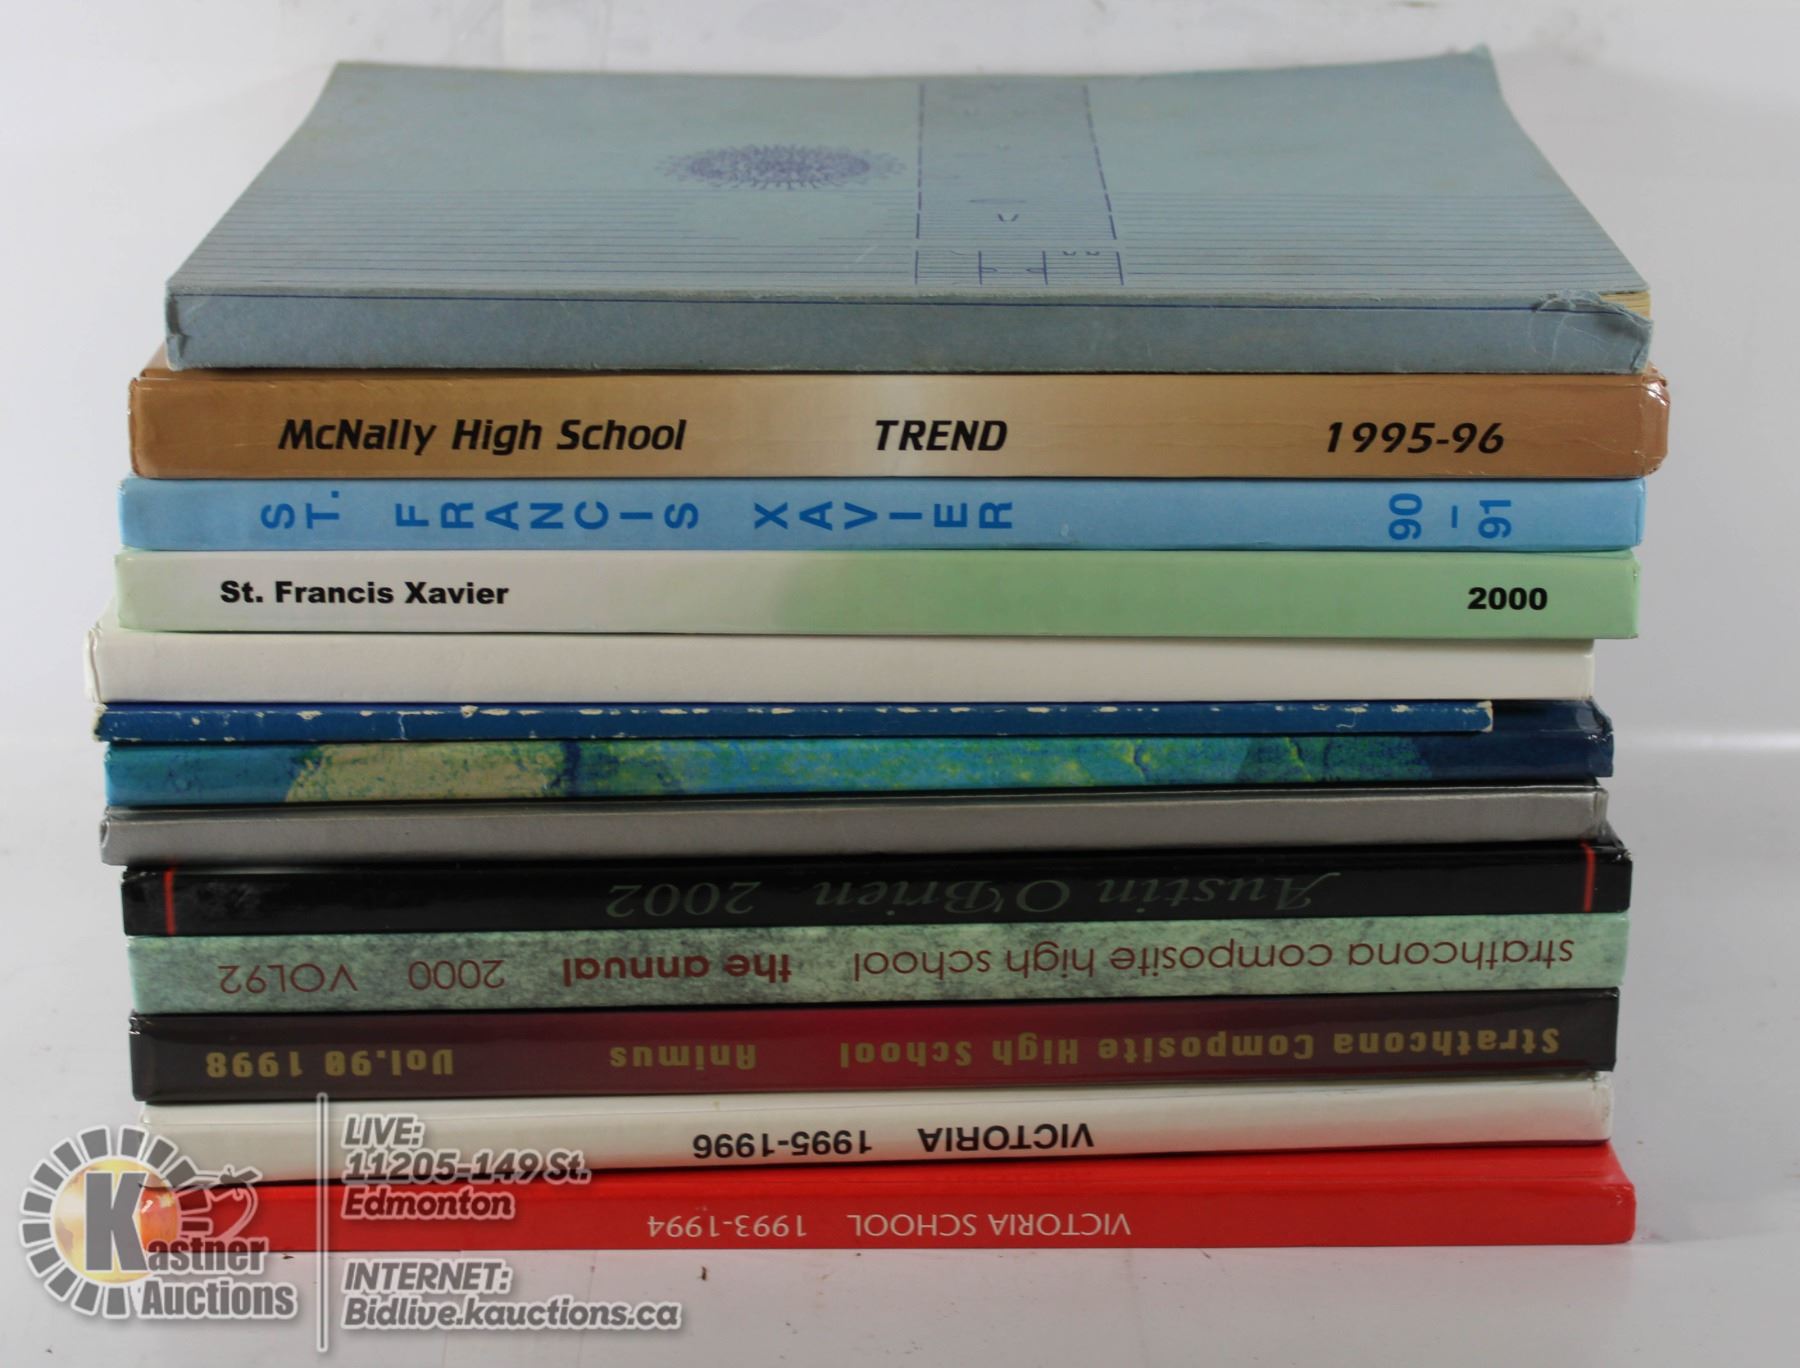 McNally High School TREND 1995-96
ST. FRANCIS XAVIER 90-91
St. Francis Xavier 2000
Austin O'Brien 2002
strathcona composite high school the annual 2000 VOL92
Strathcona Composite High School Animus Vol.90 1998
VICTORIA 1995-1996
VICTORIA SCHOOL 1993-1994
Kastner
Auctions
LIVE:
11205-149 St.
Edmonton
INTERNET:
Bidlive.kauctions.ca